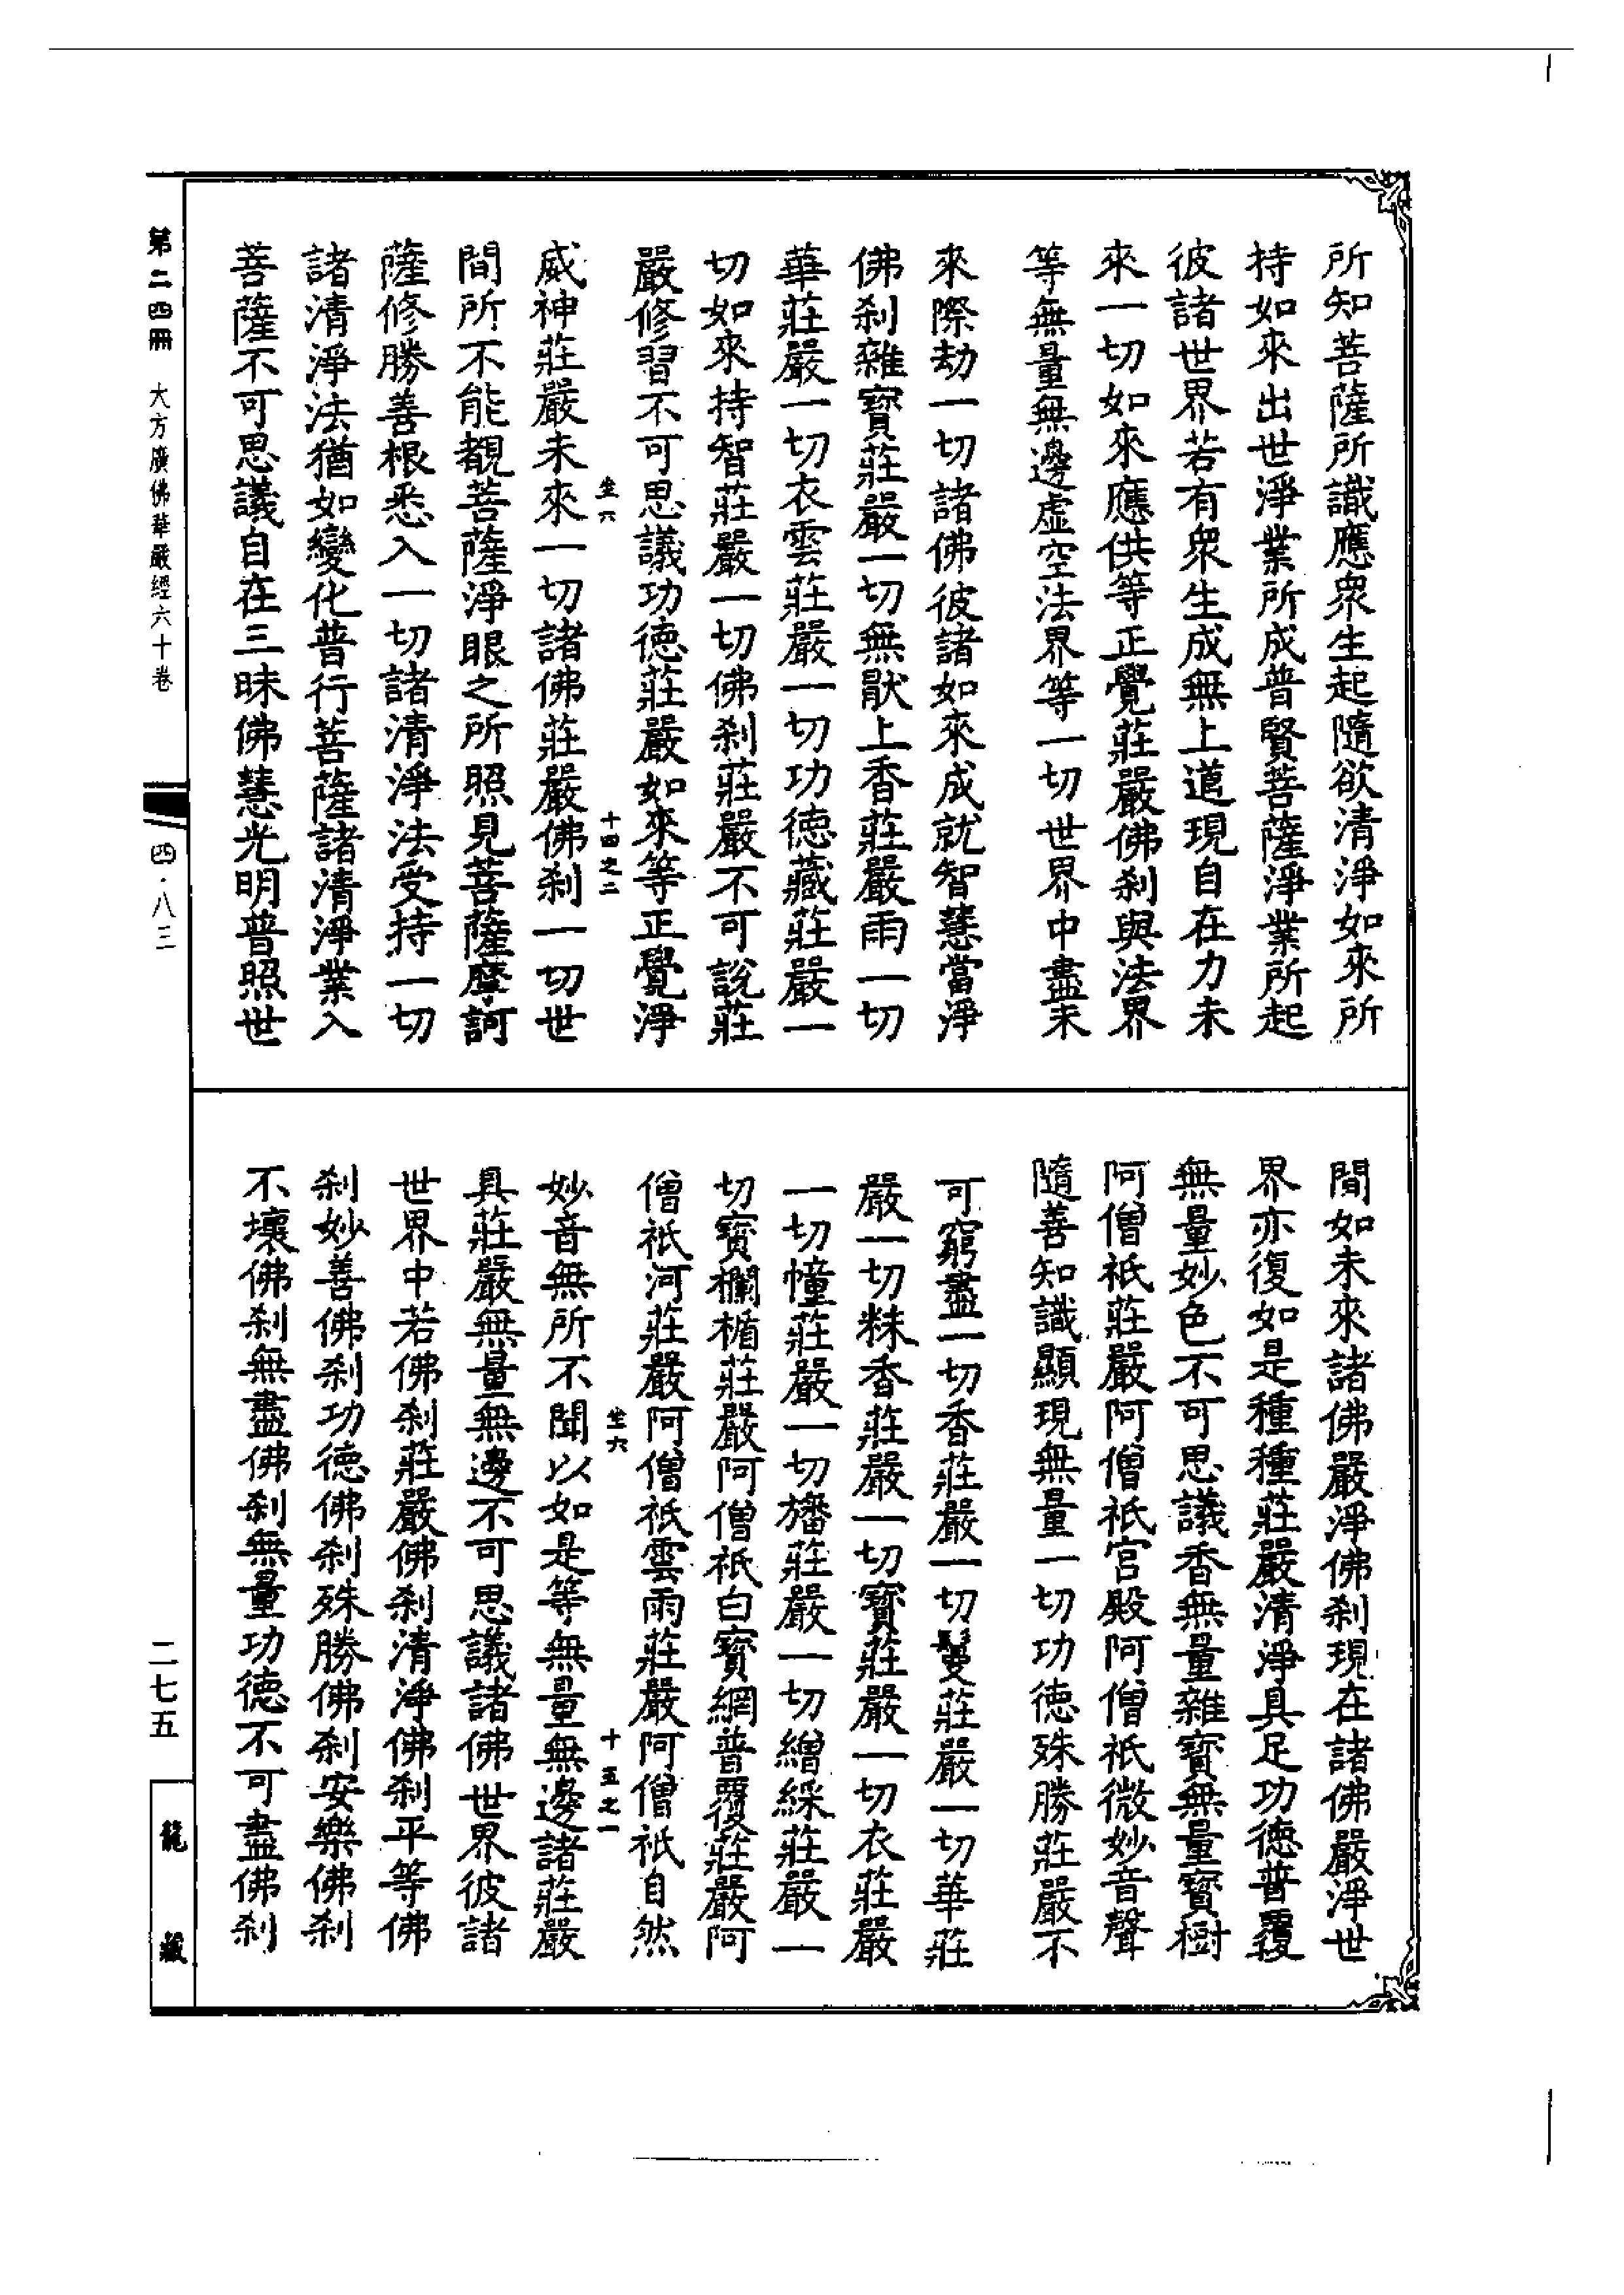 所知菩薩所識應衆生起隨欲清淨如來所
持如來出世淨業所成普賢菩薩淨業所起
彼諸世界若有衆生成無上道現自在力未
來一切如來應供等正覺莊嚴佛刹與法界
等無量無邊虛空法界等一切世界中盡未
來際劫一切諸佛彼諸如來成就智慧當淨
佛刹雜寶莊嚴一切無猒上香莊嚴雨一切
華莊嚴一切衣雲莊嚴一切功德藏莊嚴一
切如來持智莊嚴一切佛刹莊嚴不可說莊
嚴修習不可思議功德莊嚴如來等正覺淨
坐六
十四之二
威神莊嚴未來一切諸佛莊嚴佛刹一切世
間所不能覩菩薩淨眼之所照見菩薩摩訶
薩修勝善根悉入一切諸清淨法受持一切
諸清淨法猶如變化普行菩薩諸清淨業入
菩薩不可思議自在三昧佛慧光明普照世
間如未來諸佛嚴淨佛刹現在諸佛嚴淨世
界亦復如是種種莊嚴清淨具足功德普覆
無量妙色不可思議香無量雜寶無量寶樹
阿僧祇莊嚴阿僧祇宮殿阿僧祇微妙音聲
隨善知識顯現無量一切功德殊勝莊嚴不
可窮盡一切香莊嚴一切鬘莊嚴一切華莊
嚴一切粖香莊嚴一切寶莊嚴一切衣莊嚴
一切幢莊嚴一切旛莊嚴一切繒綵莊嚴一
切寶欄楯莊嚴阿僧祇白寶網普覆莊嚴阿
僧祇河莊嚴阿僧祇雲雨莊嚴阿僧祇自然
坐六
十五之一
妙音無所不聞以如是等無量無邊諸莊嚴
具莊嚴無量無邊不可思議諸佛世界彼諸
世界中若佛刹莊嚴佛刹清淨佛刹平等佛
刹妙善佛刹功德佛刹殊勝佛刹安樂佛刹
不壞佛刹無盡佛刹無量功德不可盡佛刹
第二四冊 大方廣佛華嚴經六十卷
四·八三
二七五
龍藏